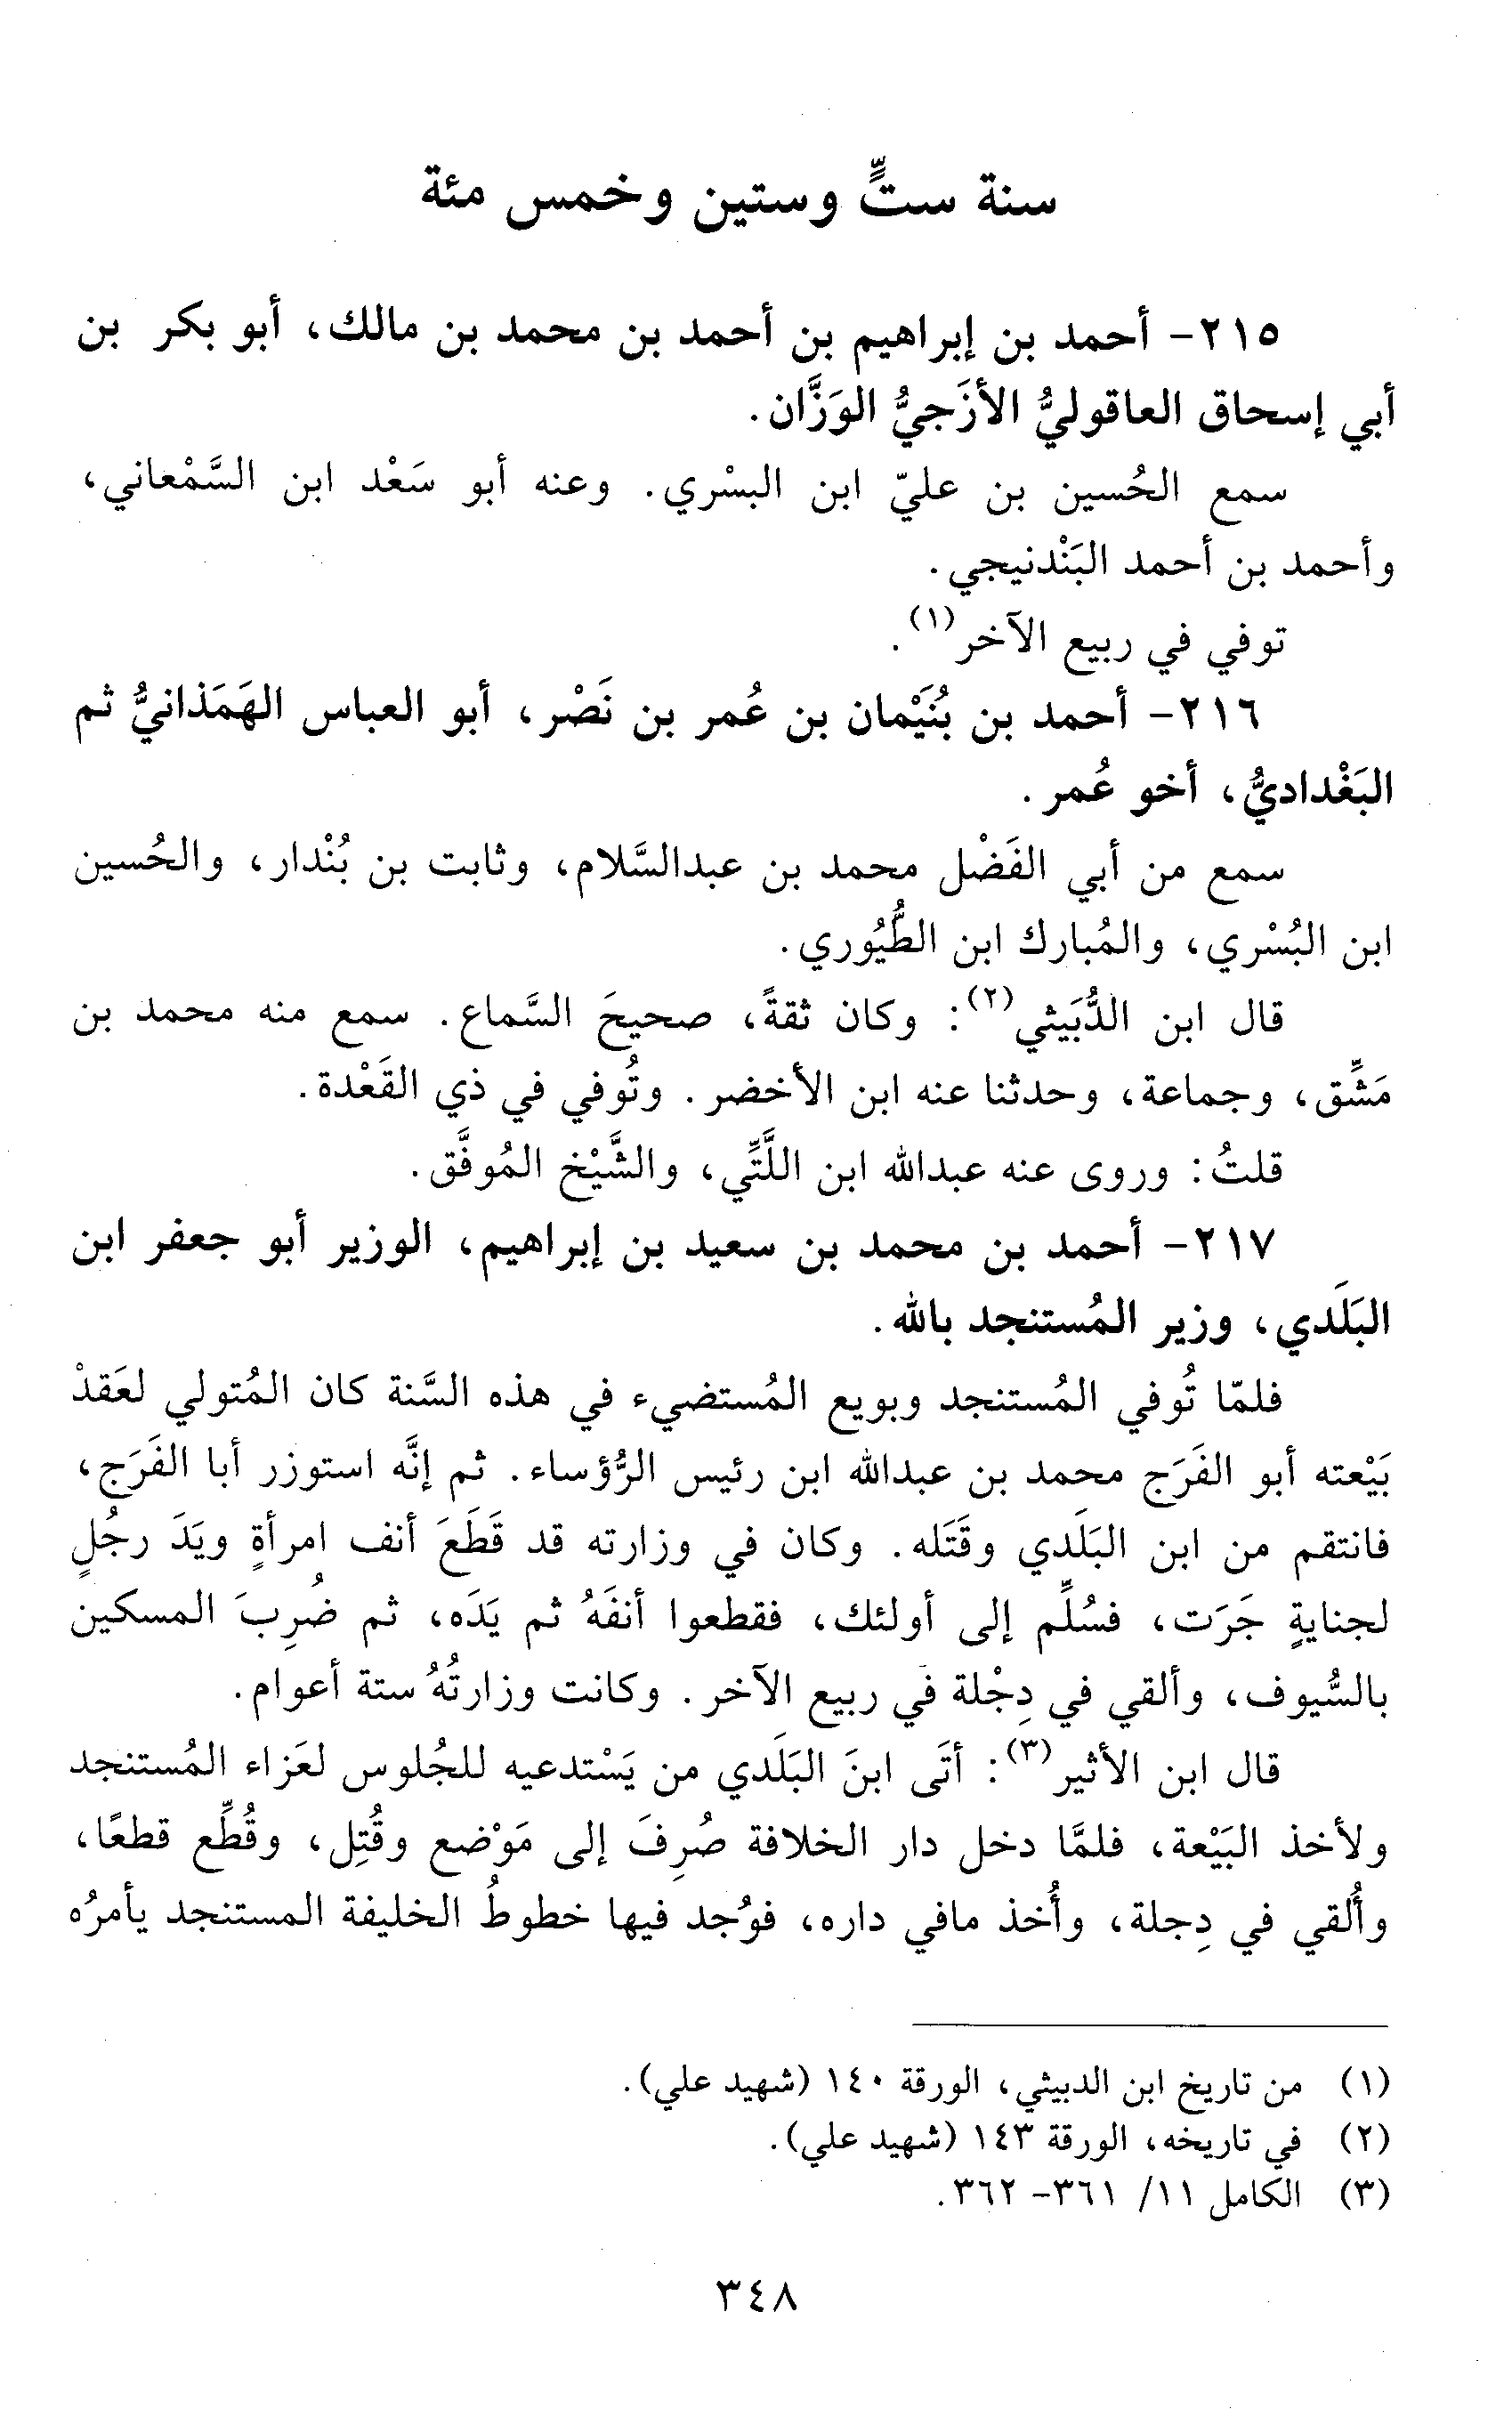 سنة ستٍّ وستين وخمس مئة
٢١٥- أحمد بن إبراهيم بن أحمد بن محمد بن مالك، أبو بكر بن
أبي إسحاق العاقوليُّ الأزَجيُّ الوَزَّان.
سمع الحُسين بن عليّ ابن البسْري. وعنه أبو سَعْد ابن السَّمْعاني،
وأحمد بن أحمد البَنْدنيجي.
توفي في ربيع الآخر(١).
٢١٦- أحمد بن بُنَيْمان بن عُمر بن نَصْر، أبو العباس الهَمَذانيُّ ثم
البَغْداديُّ، أخو عُمر.
سمع من أبي الفَضْل محمد بن عبدالسَّلام، وثابت بن بُنْدار، والحُسين
ابن البُسْري، والمُبارك ابن الطُّيُوري.
قال ابن الدُّبَيثي(٢): وكان ثقةً، صحيحَ السَّماع. سمع منه محمد بن
مَشِّق، وجماعة، وحدثنا عنه ابن الأخضر. وتُوفي في ذي القَعْدة.
قلتُ: وروى عنه عبدالله ابن اللَّتِّي، والشَّيْخ المُوفَّق.
٢١٧- أحمد بن محمد بن سعيد بن إبراهيم، الوزير أبو جعفر ابن
البَلَدي، وزير المُستنجد بالله.
فلمّا تُوفي المُستنجد وبويع المُستضيء في هذه السَّنة كان المُتولي لعَقدْ
بَيْعته أبو الفَرَج محمد بن عبدالله ابن رئيس الرُّؤساء. ثم إنَّه استوزر أبا الفَرَج،
فانتقم من ابن البَلَدي وقَتَله. وكان في وزارته قد قَطَعَ أنف امرأةٍ ويَدَ رجُلٍ
لجنايةٍ جَرَت، فسُلِّم إلى أولئك، فقطعوا أنفَهُ ثم يَدَه، ثم ضُرِبَ المسكين
بالسُّيوف، وألقي في دِجْلة في ربيع الآخر. وكانت وزارتُهُ ستة أعوام.
قال ابن الأثير(٣): أتَى ابنَ البَلَدي من يَسْتدعيه للجُلوس لعَزاء المُستنجد
ولأخذ البَيْعة، فلمَّا دخل دار الخلافة صُرِفَ إلى مَوْضع وقُتِل، وقُطِّع قطعًا،
وأُلقي في دِجلة، وأُخذ مافي داره، فوُجد فيها خطوطُ الخليفة المستنجد يأمرُه
(١) من تاريخ ابن الدبيثي، الورقة ١٤٠ (شهيد علي).
(٢) في تاريخه، الورقة ١٤٣ (شهيد علي).
(٣) الكامل ١١/ ٣٦١- ٣٦٢.
٣٤٨